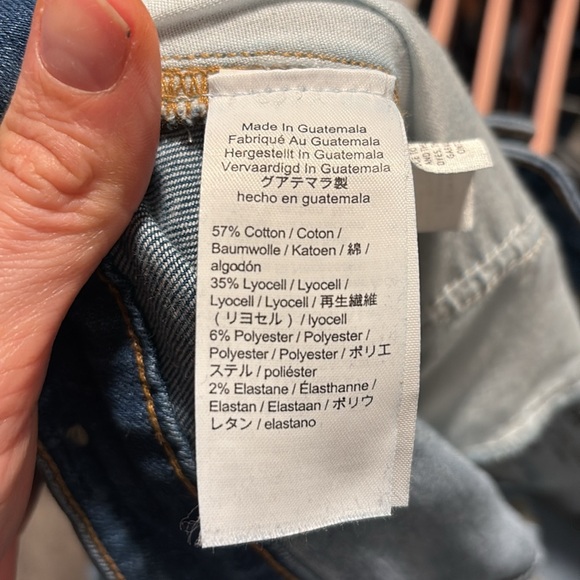 Made In Guatemala
Fabriqué Au Guatemala
Hergestellt In Guatemala
Vervaardigd In Guatemala
グアテマラ製
hecho en guatemala
57% Cotton / Coton /
Baumwolle / Katoen / 綿 /
algodón
35% Lyocell / Lyocell /
Lyocell / Lyocell / 再生繊維
（リヨセル）/ lyocell
6% Polyester / Polyester /
Polyester / Polyester / ポリエ
ステル / poliéster
2% Elastane / Élasthanne /
Elastan / Elastaan / ポリウ
レタン / elastano